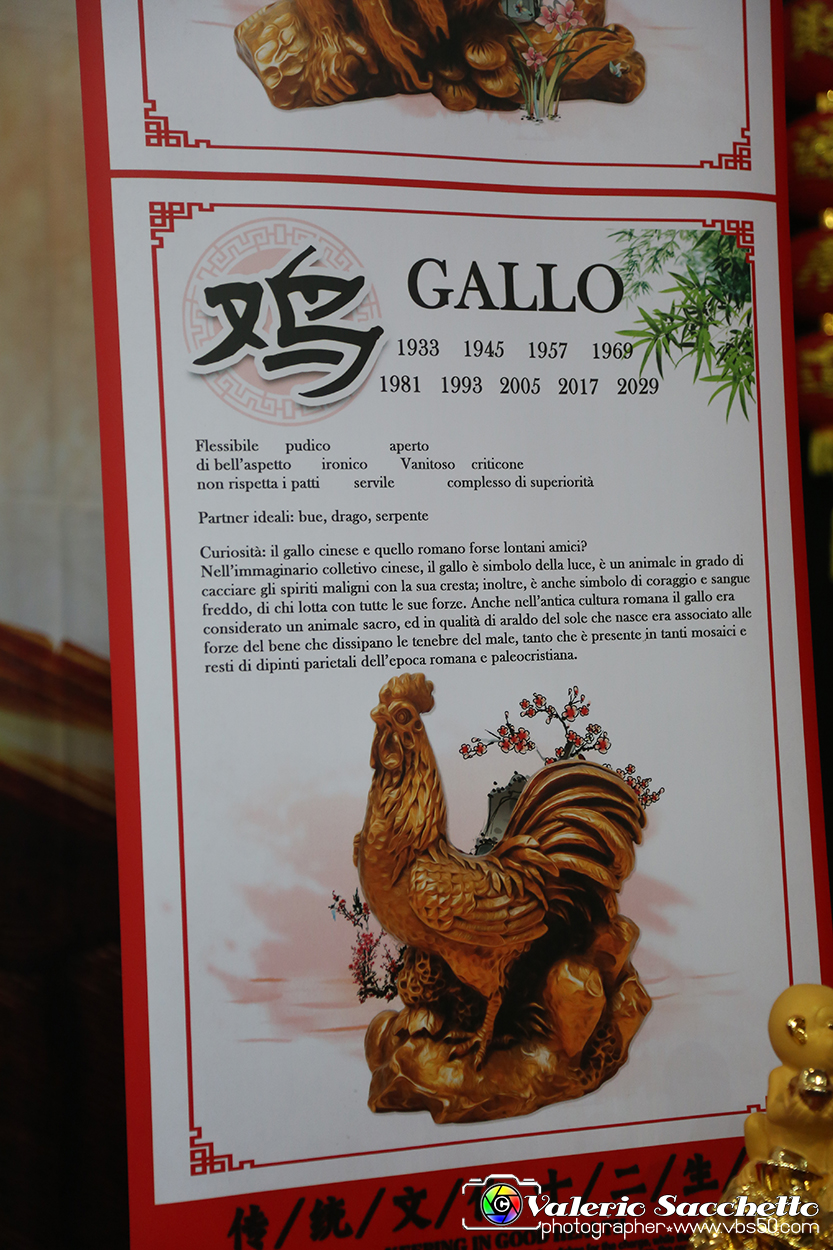 鸡
GALLO
1933 1945 1957 1969
1981 1993 2005 2017 2029
Flessibile pudico aperto
di bell'aspetto ironico Vanitoso criticone
non rispetta i patti servile complesso di superiorità
Partner ideali: bue, drago, serpente
Curiosità: il gallo cinese e quello romano forse lontani amici?
Nell'immaginario colletivo cinese, il gallo è simbolo della luce, è un animale in grado di
cacciare gli spiriti maligni con la sua cresta; inoltre, è anche simbolo di coraggio e sangue
freddo, di chi lotta con tutte le sue forze. Anche nell'antica cultura romana il gallo era
considerato un animale sacro, ed in qualità di araldo del sole che nasce era associato alle
forze del bene che dissipano le tenebre del male, tanto che è presente in tanti mosaici e
resti di dipinti parietali dell'epoca romana e paleocristiana.
传/统/文/化/十/二/生/
KEEPING IN GOOD
Valerio Sacchetto
photographer★www.vbs50.com